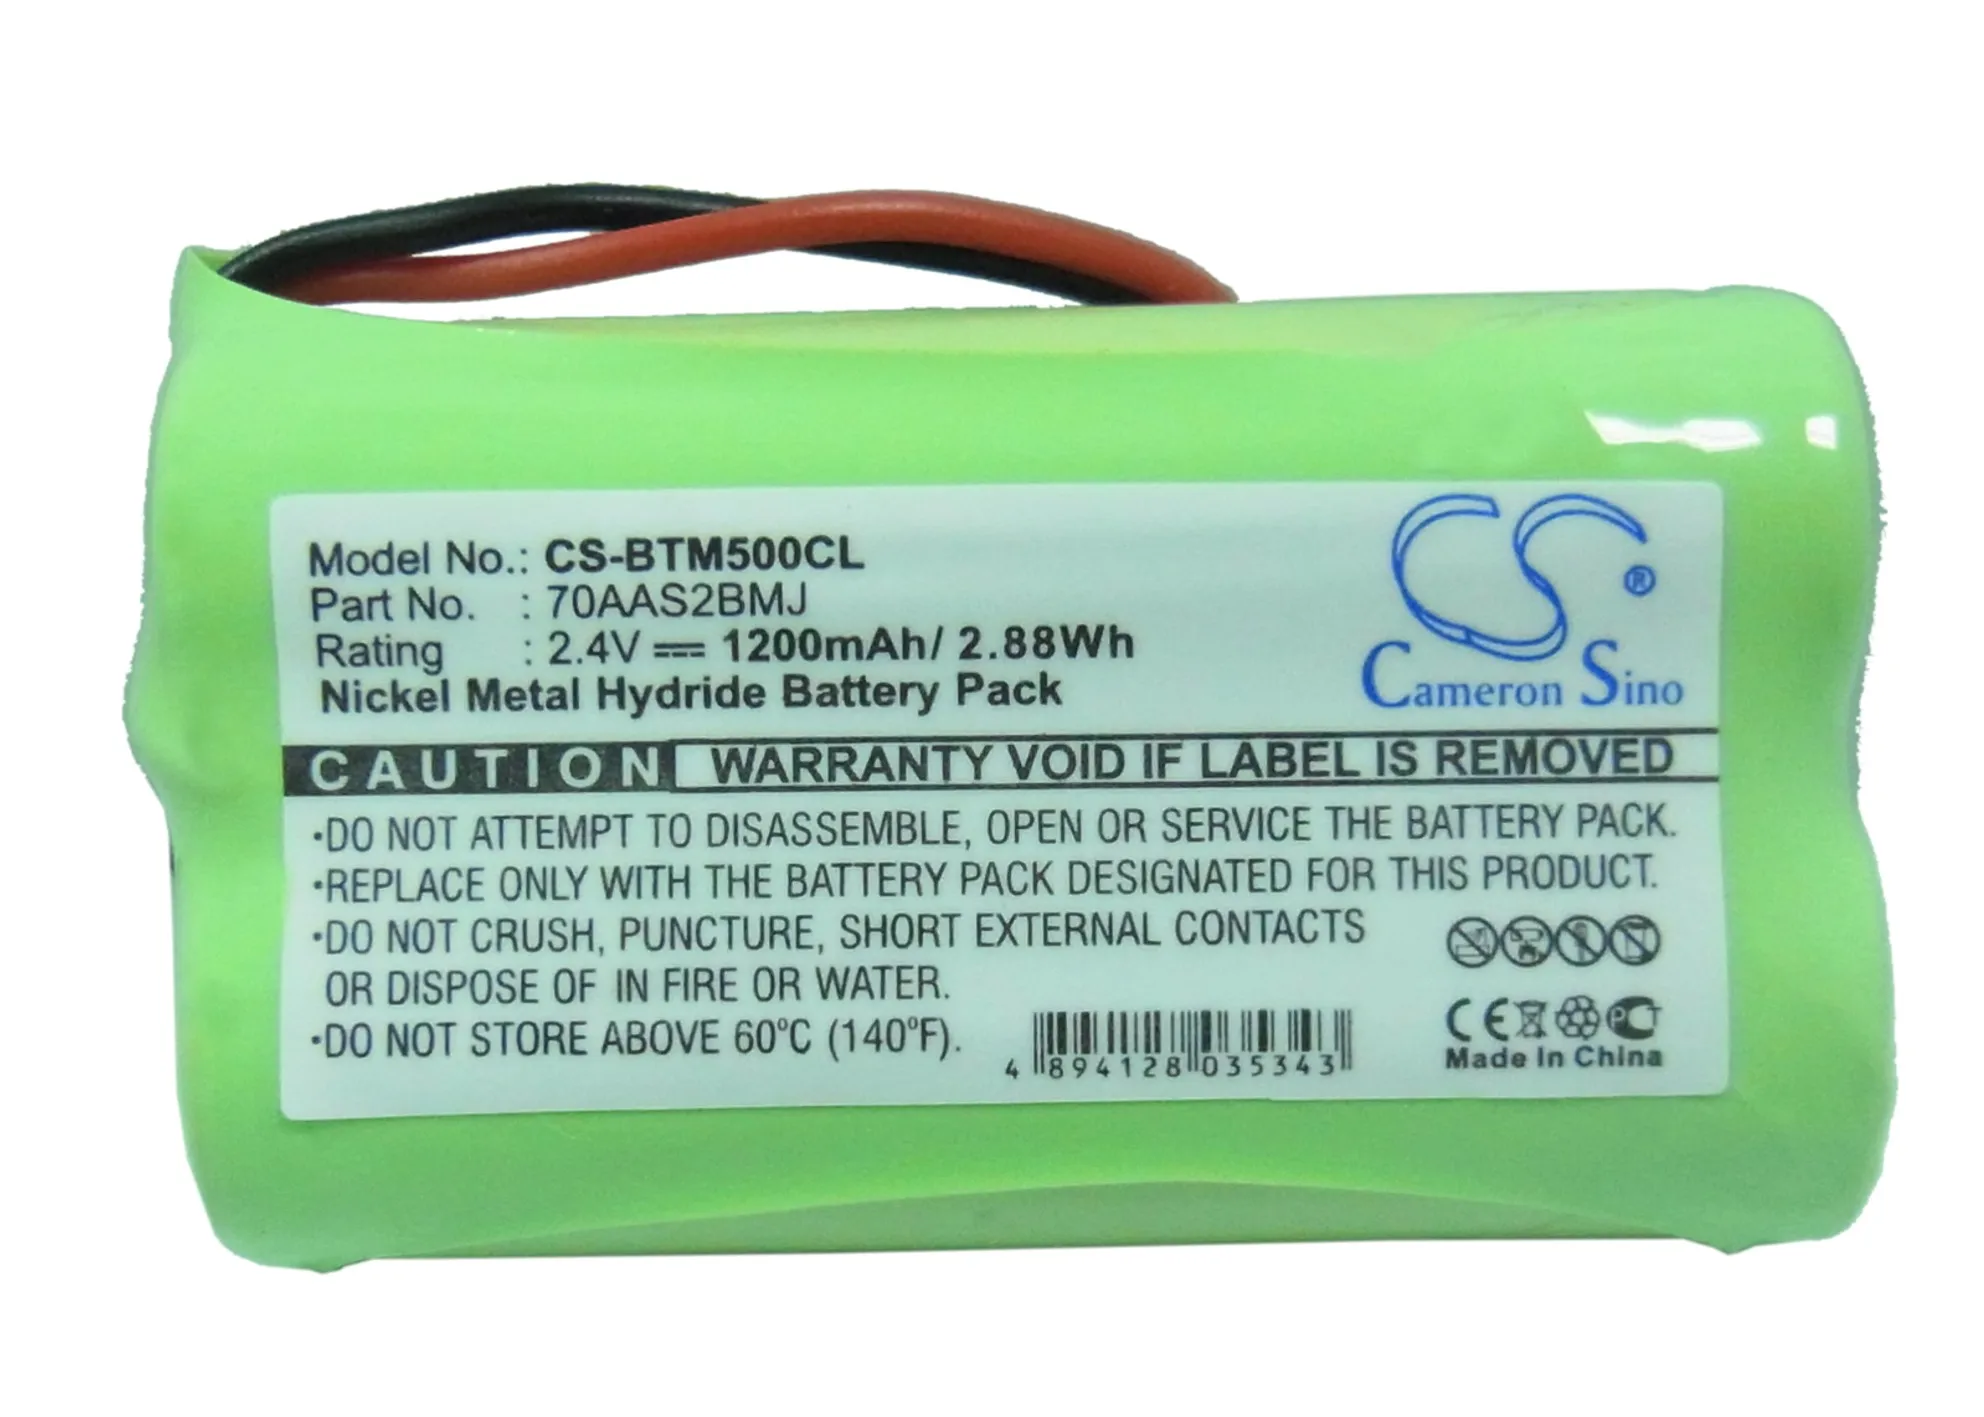 Model No.: CS-BTM500CL
Part No. : 70AAS2BMJ
Rating : 2.4V 1200mAh/ 2.88Wh
Nickel Metal Hydride Battery Pack
CS ®
Cameron Sino
CAUTION WARRANTY VOID IF LABEL IS REMOVED
·DO NOT ATTEMPT TO DISASSEMBLE, OPEN OR SERVICE THE BATTERY PACK.
·REPLACE ONLY WITH THE BATTERY PACK DESIGNATED FOR THIS PRODUCT.
·DO NOT CRUSH, PUNCTURE, SHORT EXTERNAL CONTACTS
OR DISPOSE OF IN FIRE OR WATER.
·DO NOT STORE ABOVE 60°C (140°F).
4 894128 035343
CE
Made In China